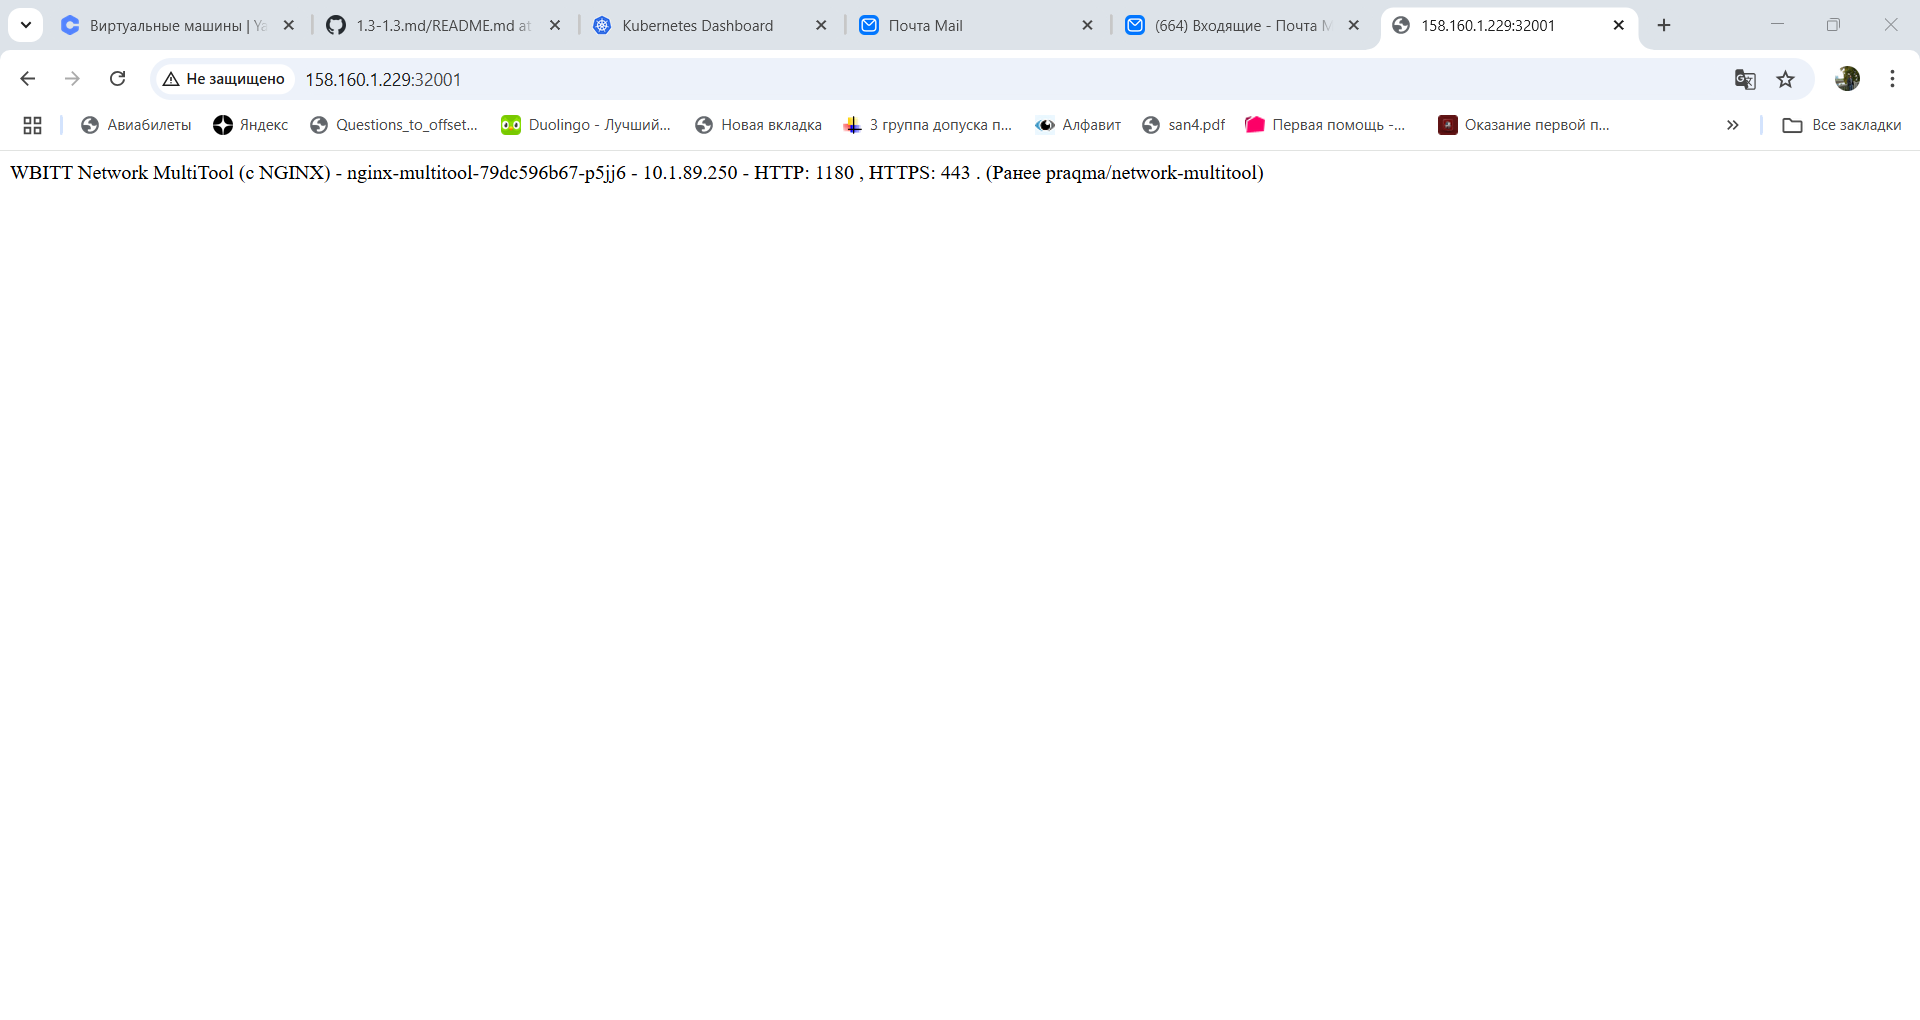 Виртуальные машины | Ya
1.3-1.3.md/README.md at
Kubernetes Dashboard
Почта Mail
(664) Входящие - Почта M
158.160.1.229:32001
Не защищено
158.160.1.229:32001
Авиабилеты
Яндекс
Questions_to_offset...
Duolingo - Лучший...
Новая вкладка
3 группа допуска п...
Алфавит
san4.pdf
Первая помощь -...
Оказание первой п...
Все закладки
WBITT Network MultiTool (с NGINX) - nginx-multitool-79dc596b67-p5jj6 - 10.1.89.250 - HTTP: 1180 , HTTPS: 443 . (Ранее praqma/network-multitool)